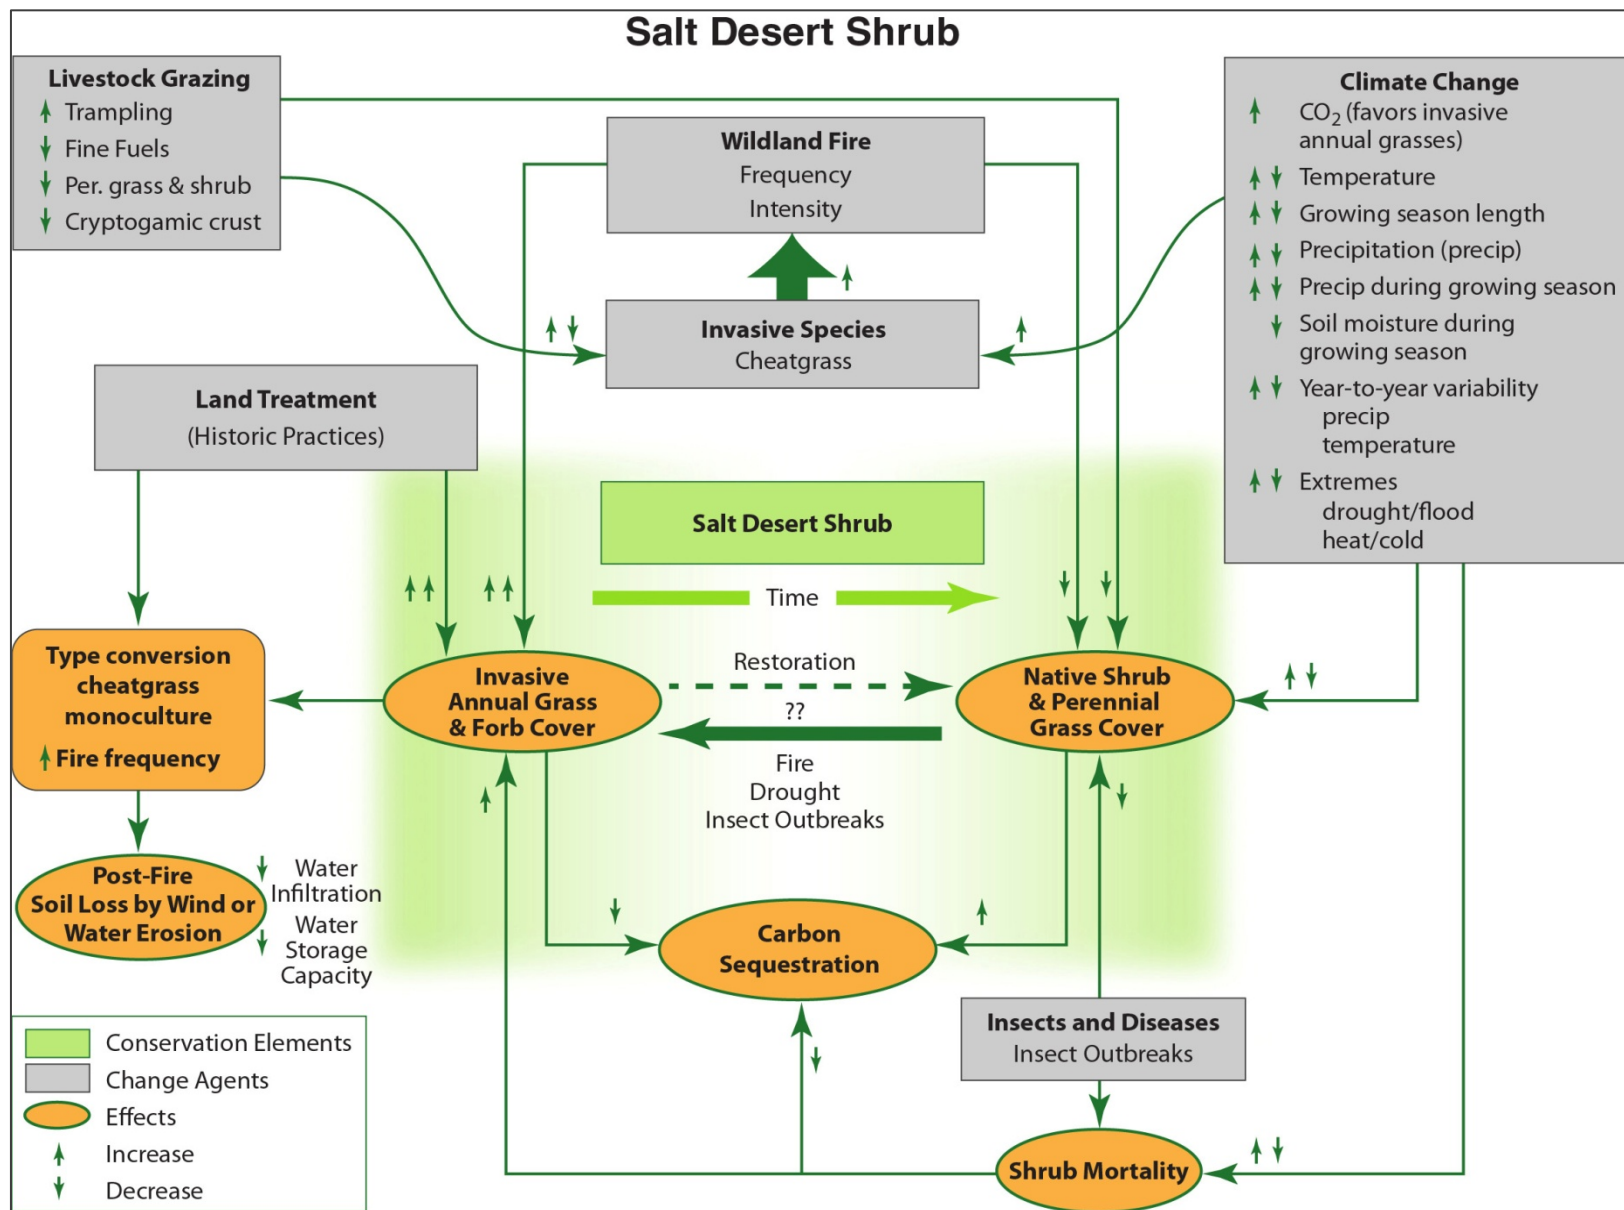 Salt Desert Shrub
Livestock Grazing
Trampling
Fine Fuels
Per. grass & shrub
Cryptogamic crust
Wildland Fire
Frequency
Intensity
Invasive Species
Cheatgrass
Climate Change
CO₂ (favors invasive
annual grasses)
Temperature
Growing season length
Precipitation (precip)
Precip during growing season
Soil moisture during
growing season
Year-to-year variability
precip
temperature
Extremes
drought/flood
heat/cold
Land Treatment
(Historic Practices)
Salt Desert Shrub
Time
Type conversion
cheatgrass
monoculture
Fire frequency
Invasive
Annual Grass
& Forb Cover
Restoration
??
Fire
Drought
Insect Outbreaks
Native Shrub
& Perennial
Grass Cover
Post-Fire
Soil Loss by Wind or
Water Erosion
Water
Infiltration
Water
Storage
Capacity
Carbon
Sequestration
Insects and Diseases
Insect Outbreaks
Shrub Mortality
Conservation Elements
Change Agents
Effects
Increase
Decrease